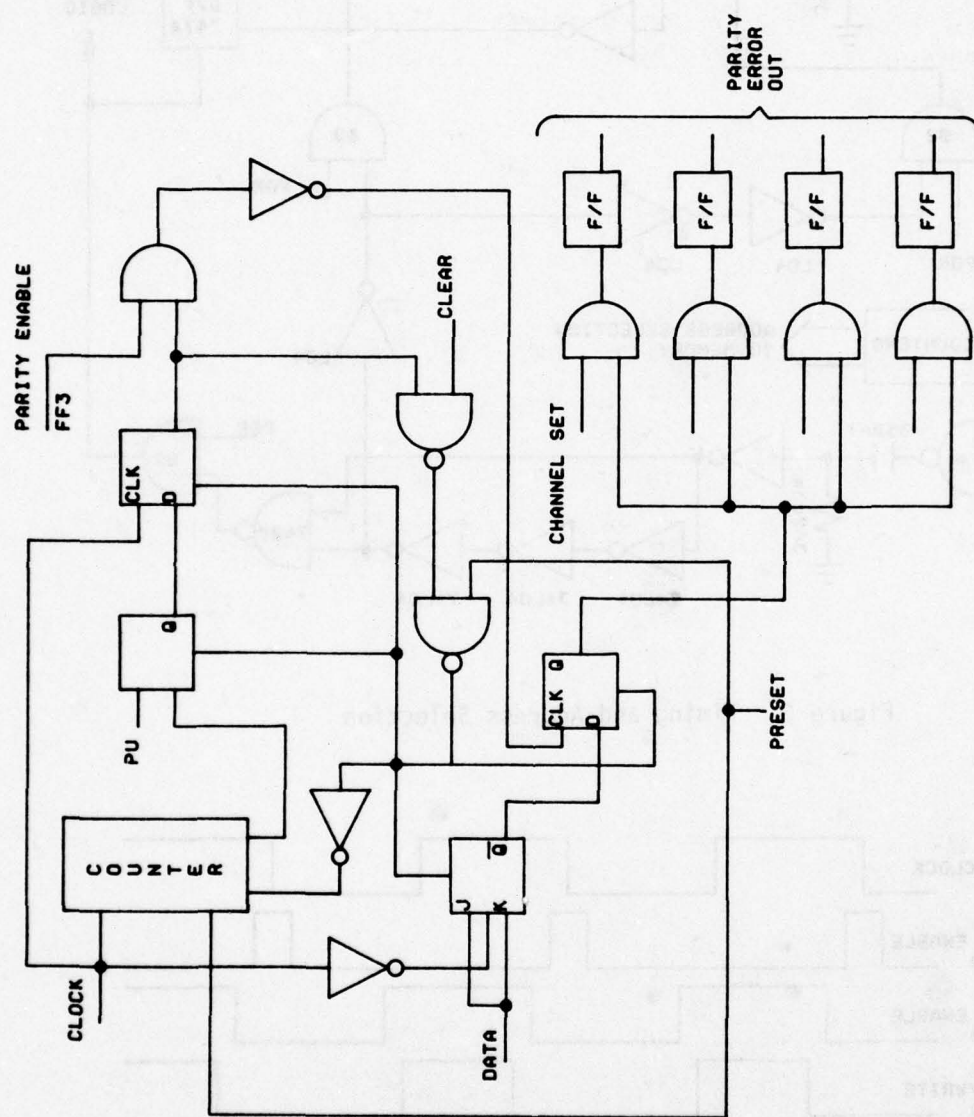 PARITY ENABLE
FF3
CLOCK
COUNTER
PU
Q
CLK
D
CLEAR
J
K
Q
DATA
CLK
Q
D
PRESET
CHANNEL SET
F/F
F/F
F/F
F/F
PARITY
ERROR
OUT